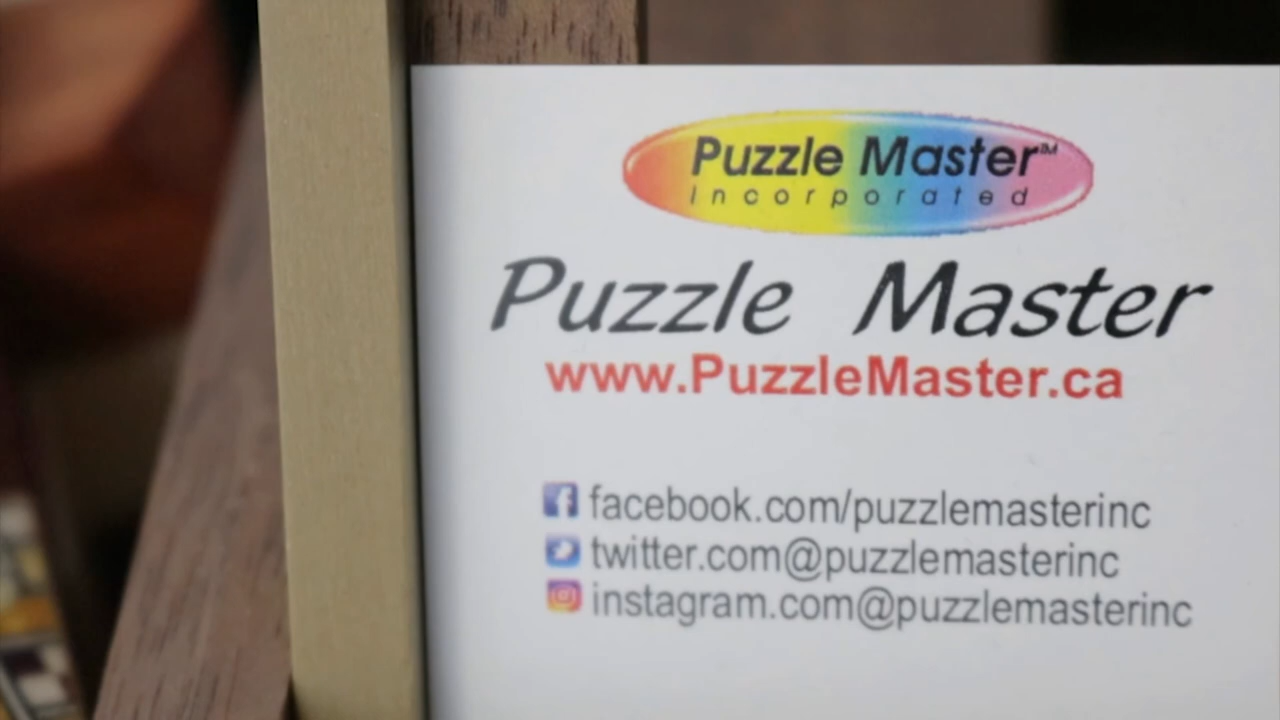 Puzzle Master™
Incorporated
Puzzle Master
www.PuzzleMaster.ca
facebook.com/puzzlemasterinc
twitter.com@puzzlemasterinc
instagram.com@puzzlemasterinc